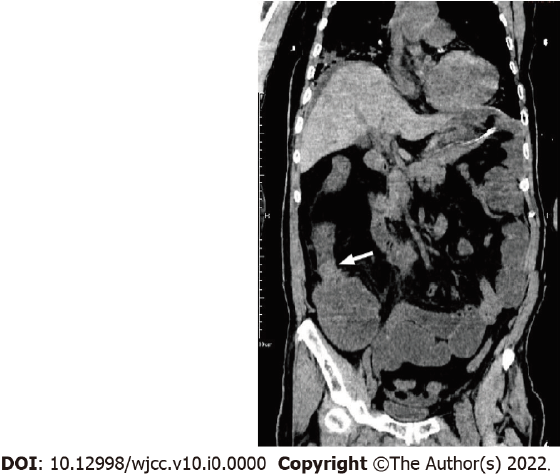 H
DOI: 10.12998/wjcc.v10.i0.0000 Copyright ©The Author(s) 2022.